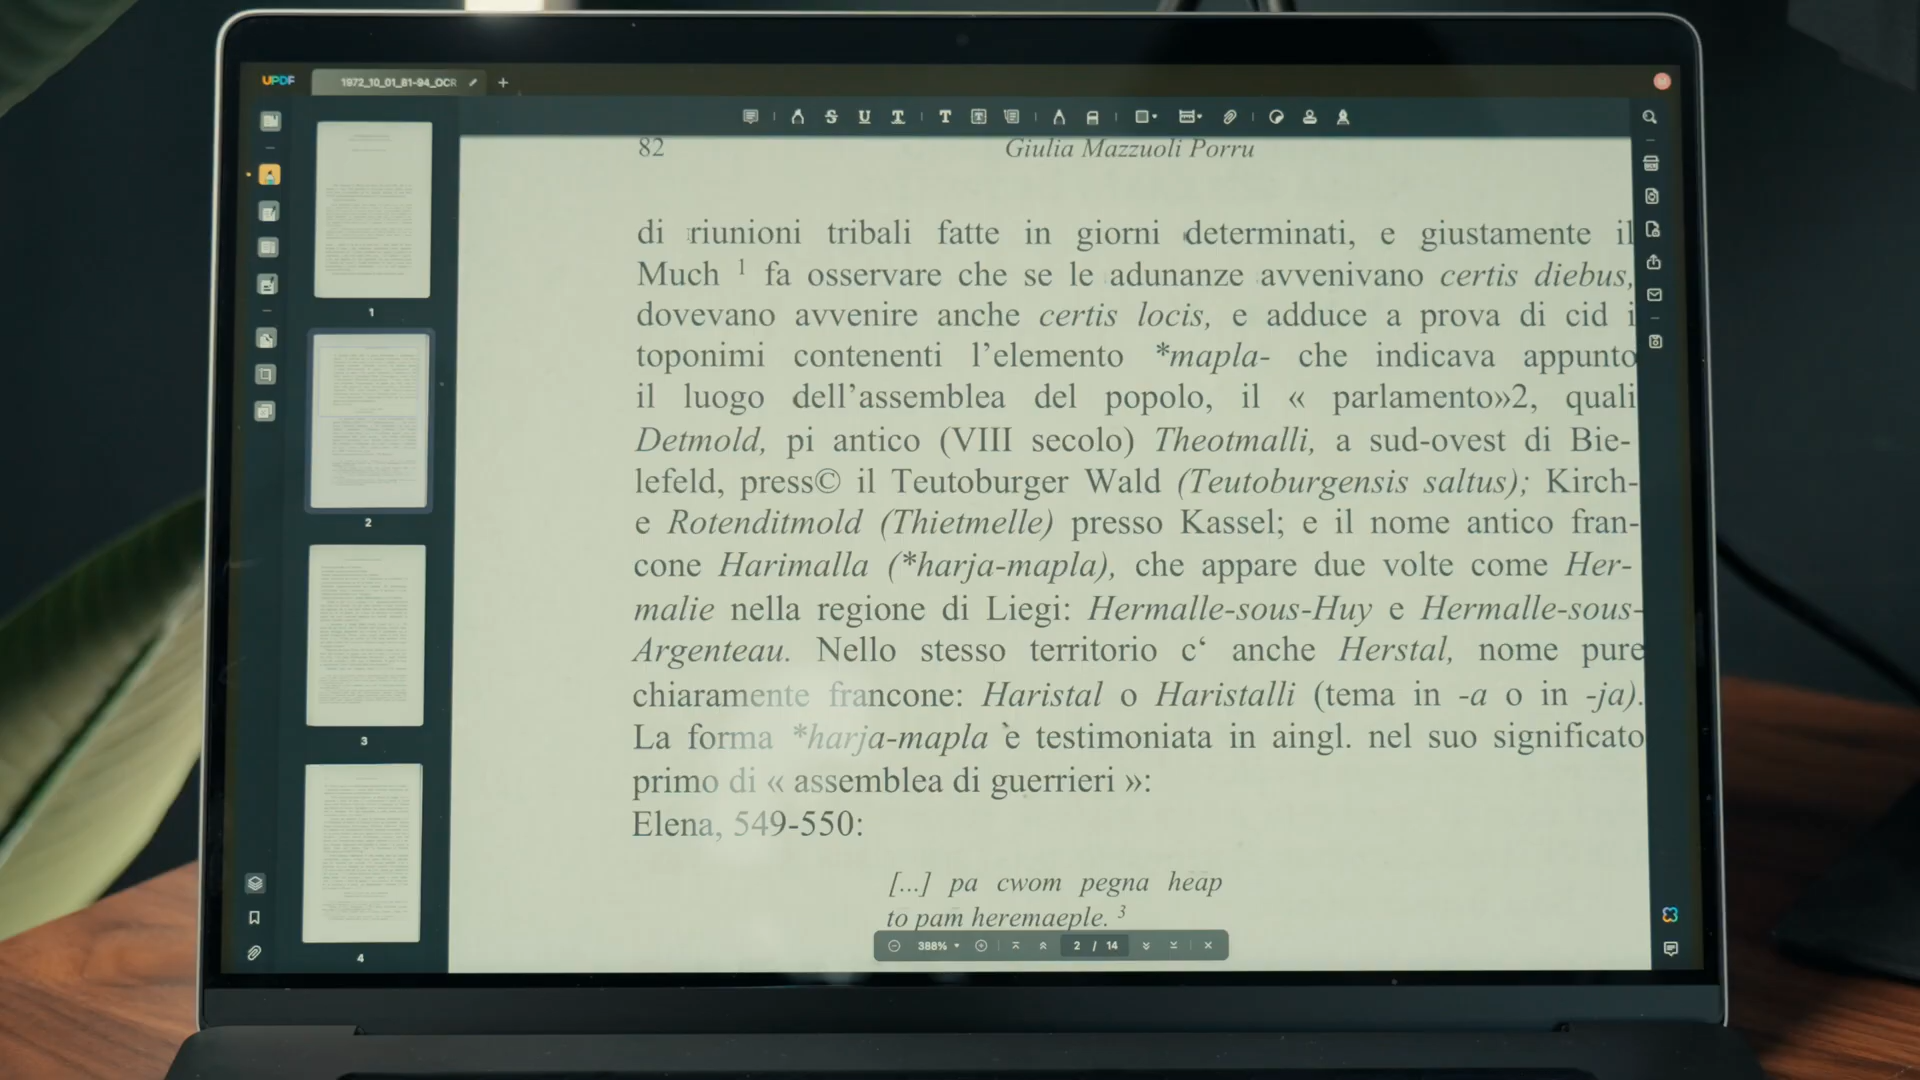 UPDF
1972_10_01_81-94_OCR
82 Giulia Mazzuoli Porru
di riunioni tribali fatte in giorni determinati, e giustamente il
Much 1 fa osservare che se le adunanze avvenivano certis diebus,
dovevano avvenire anche certis locis, e adduce a prova di cid i
toponimi contenenti l’elemento *mapla- che indicava appunto
il luogo dell’assemblea del popolo, il « parlamento»2, quali
Detmold, pi antico (VIII secolo) Theotmalli, a sud-ovest di Bie-
lefeld, press© il Teutoburger Wald (Teutoburgensis saltus); Kirch-
e Rotenditmold (Thietmelle) presso Kassel; e il nome antico fran-
cone Harimalla (*harja-mapla), che appare due volte come Her-
malie nella regione di Liegi: Hermalle-sous-Huy e Hermalle-sous-
Argenteau. Nello stesso territorio c‘ anche Herstal, nome pure
chiaramente francone: Haristal o Haristalli (tema in -a o in -ja).
La forma *harja-mapla è testimoniata in aingl. nel suo significato
primo di « assemblea di guerrieri »:
Elena, 549-550:
[...] pa cwom pegna heap
to pam heremaeple. 3
1
2
3
4
388% 2 / 14